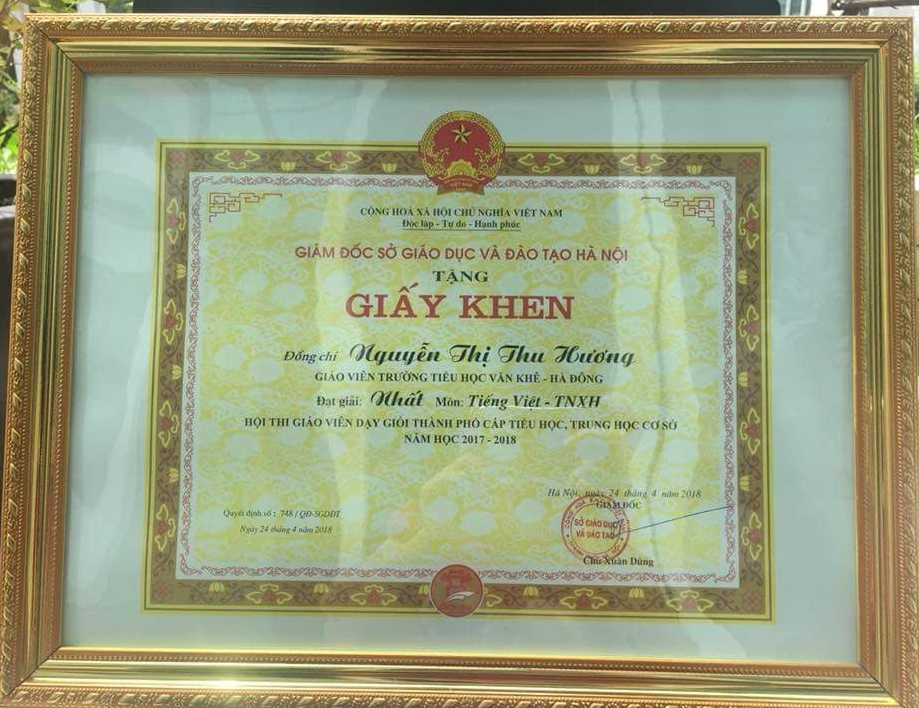 VIỆT NAM
CỘNG HOÀ XÃ HỘI CHỦ NGHĨA VIỆT NAM
Độc lập - Tự do - Hạnh phúc
GIÁM ĐỐC SỞ GIÁO DỤC VÀ ĐÀO TẠO HÀ NỘI
TẶNG
GIẤY KHEN
Đồng chí Nguyễn Thị Thu Hương
GIÁO VIÊN TRƯỜNG TIỂU HỌC VĂN KHÊ - HÀ ĐÔNG
Đạt giải: Nhất Môn: Tiếng Việt - TNXH
HỘI THI GIÁO VIÊN DẠY GIỎI THÀNH PHỐ CẤP TIỂU HỌC, TRUNG HỌC CƠ SỞ
NĂM HỌC 2017 - 2018
Hà Nội, ngày 24 tháng 4 năm 2018
GIÁM ĐỐC
Quyết định số : 748 / QĐ-SGDĐT
Ngày 24 tháng 4 năm 2018
SỞ GIÁO DỤC
VÀ ĐÀO TẠO
Chử Xuân Dũng